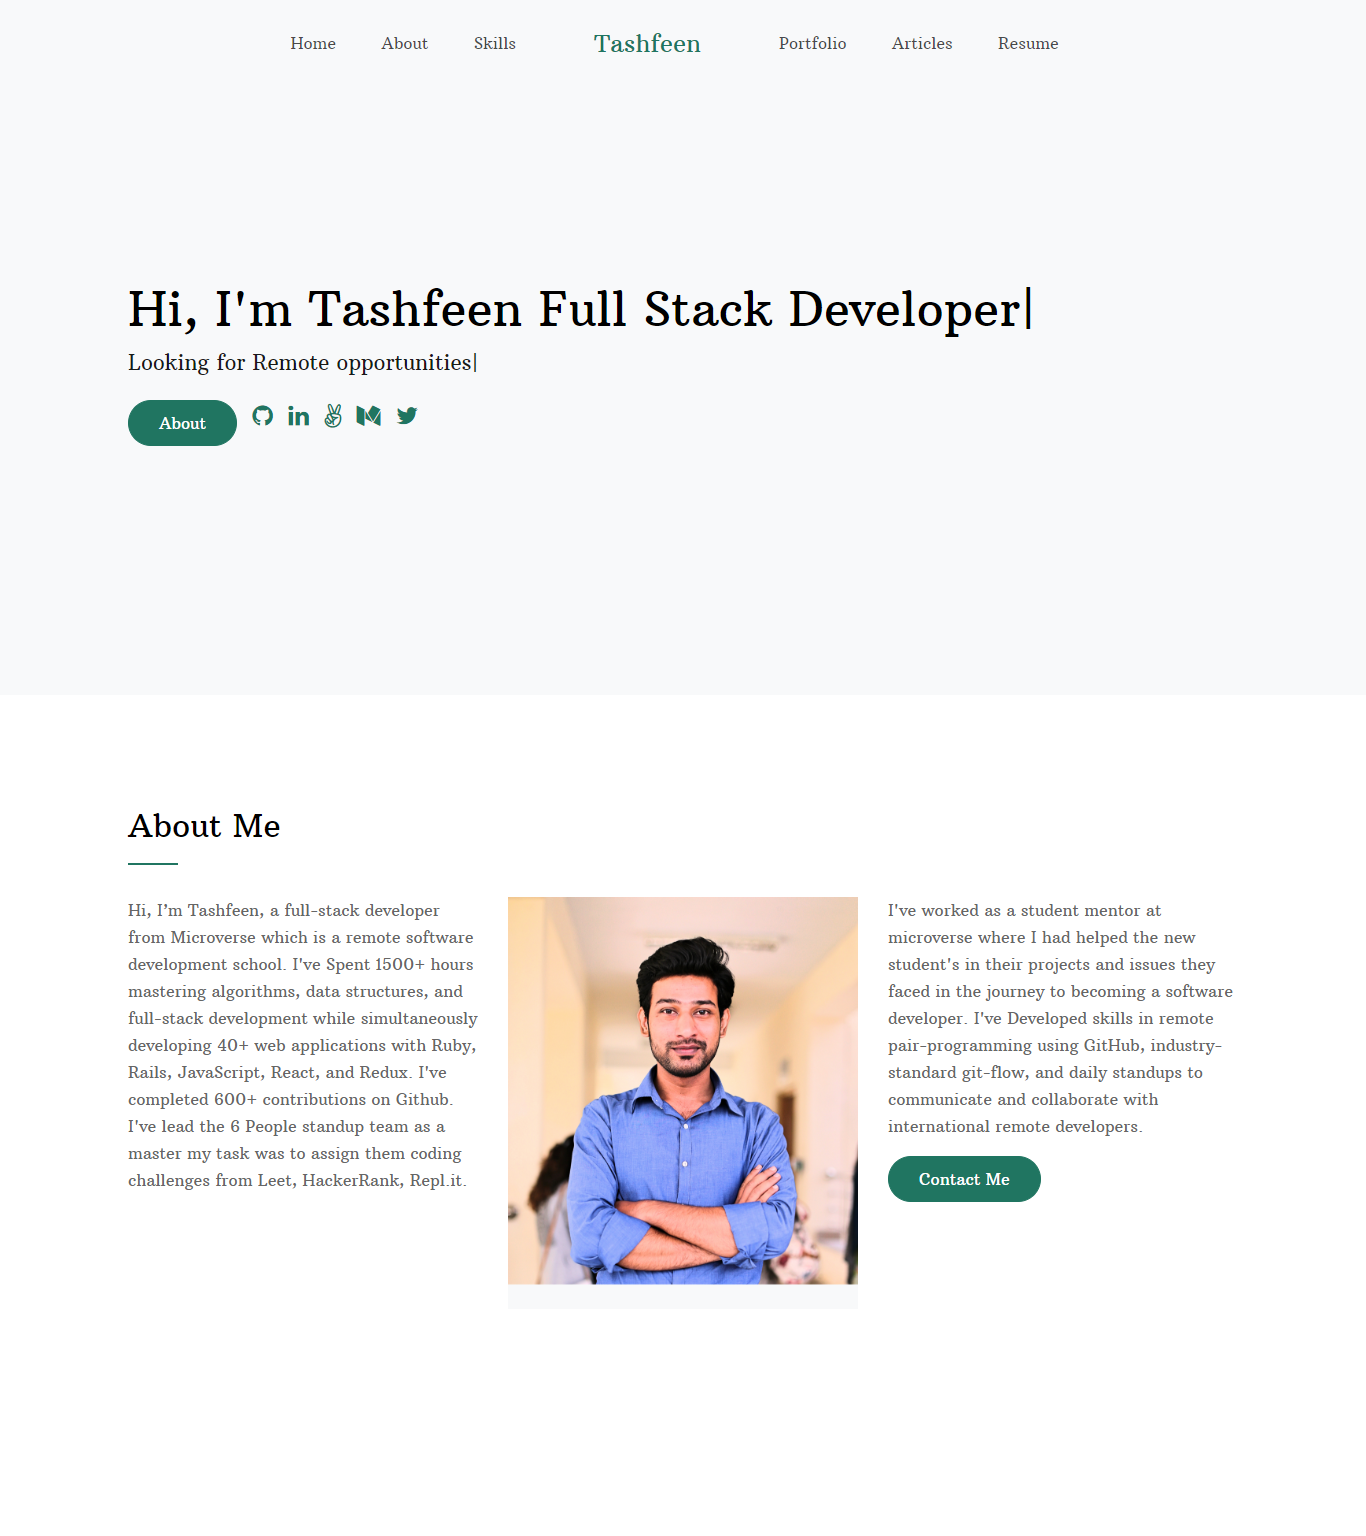 Home About Skills Tashfeen Portfolio Articles Resume
Hi, I'm Tashfeen Full Stack Developer|
Looking for Remote opportunities|
About
About Me
Hi, I’m Tashfeen, a full-stack developer
from Microverse which is a remote software
development school. I've Spent 1500+ hours
mastering algorithms, data structures, and
full-stack development while simultaneously
developing 40+ web applications with Ruby,
Rails, JavaScript, React, and Redux. I've
completed 600+ contributions on Github.
I've lead the 6 People standup team as a
master my task was to assign them coding
challenges from Leet, HackerRank, Repl.it.
I've worked as a student mentor at
microverse where I had helped the new
student's in their projects and issues they
faced in the journey to becoming a software
developer. I've Developed skills in remote
pair-programming using GitHub, industry-
standard git-flow, and daily standups to
communicate and collaborate with
international remote developers.
Contact Me